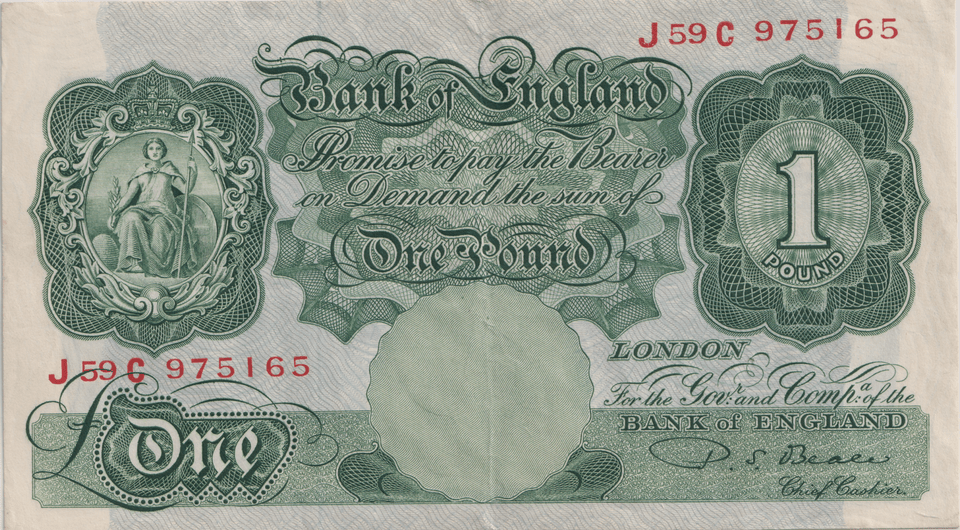 J59C 975165
Bank of England
Promise to pay the Bearer
on Demand the sum of
One Pound
1
POUND
J59C 975165
£One
LONDON
For the Govr. and Compa. of the
BANK of ENGLAND
P. S. Beale
Chief Cashier.